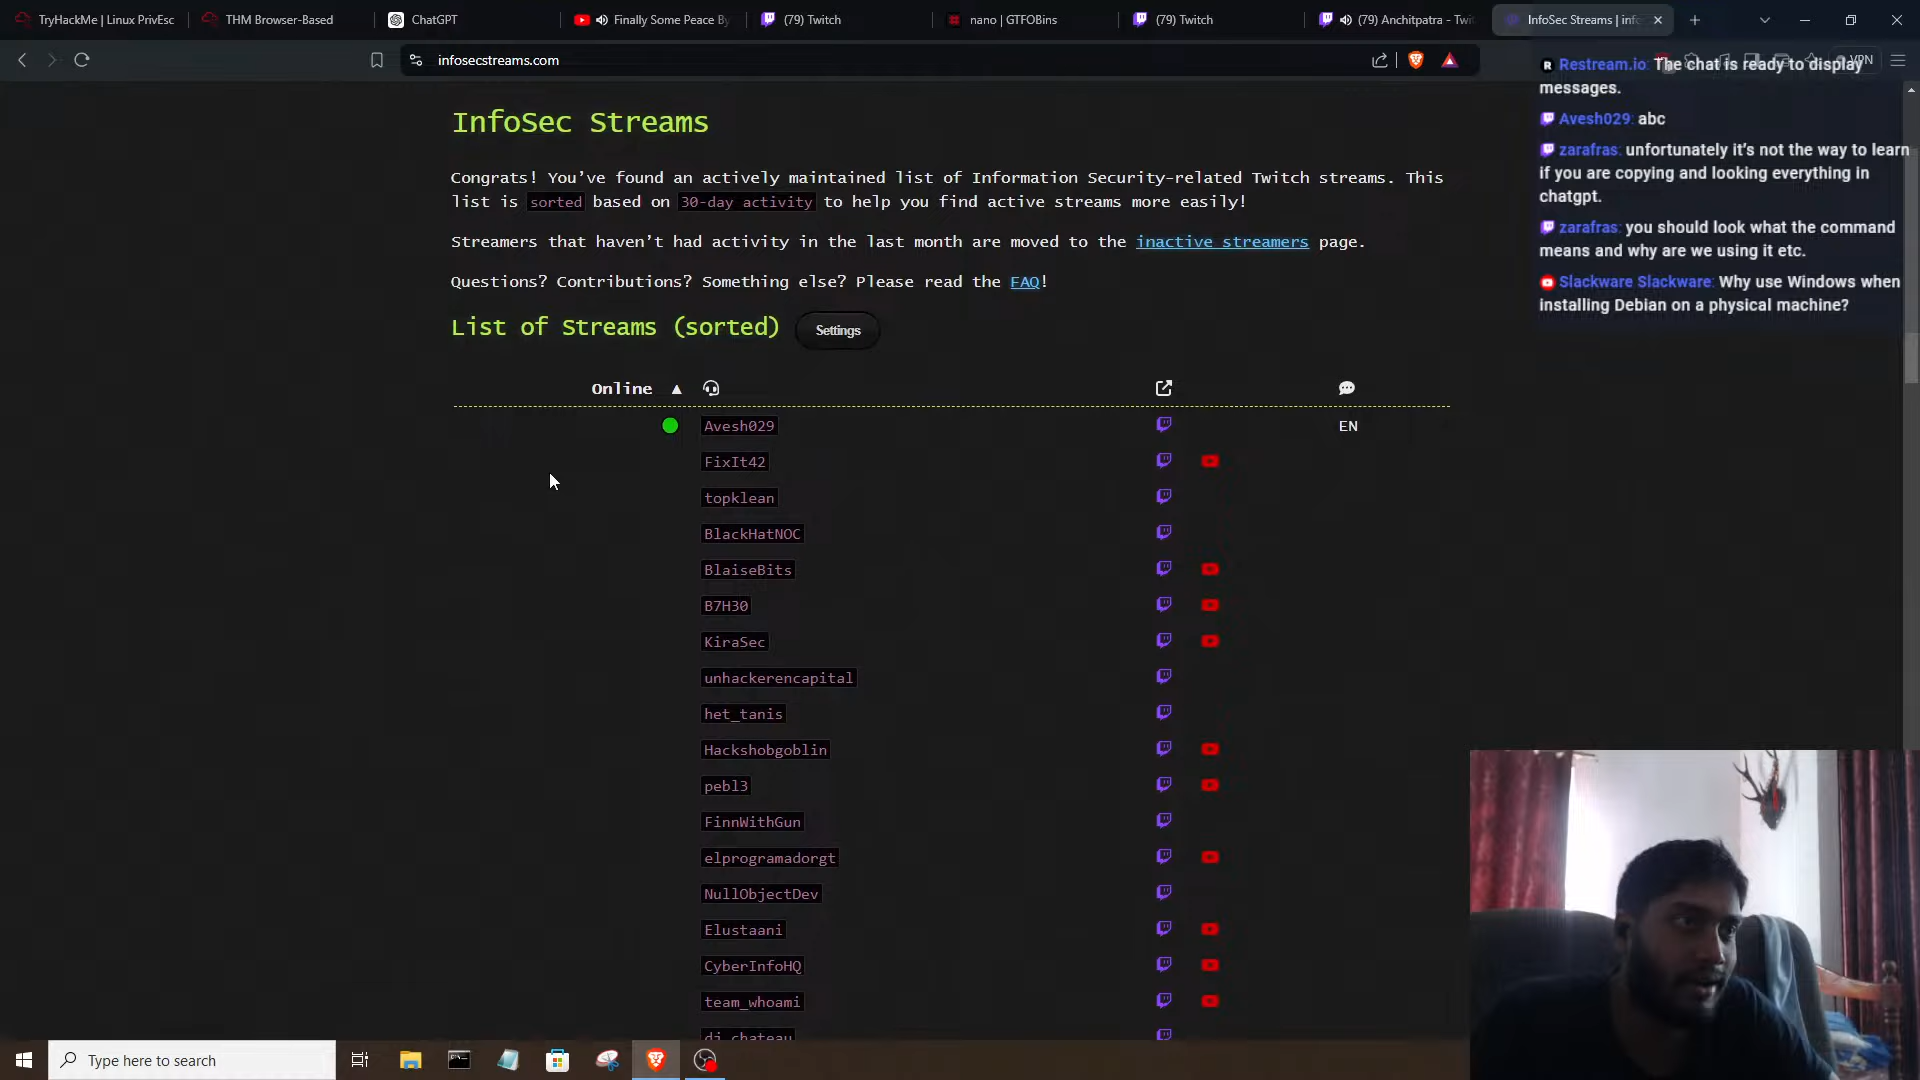 TryHackMe | Linux PrivEsc
THM Browser-Based
ChatGPT
Finally Some Peace By
(79) Twitch
nano | GTFOBins
(79) Twitch
(79) Anchitpatra - Twi
InfoSec Streams | info
infosecstreams.com
VPN
InfoSec Streams
Congrats! You've found an actively maintained list of Information Security-related Twitch streams. This
list is sorted based on 30-day activity to help you find active streams more easily!
Streamers that haven't had activity in the last month are moved to the inactive streamers page.
Questions? Contributions? Something else? Please read the FAQ!
List of Streams (sorted) Settings
Online ▲
Avesh029 EN
FixIt42
topklean
BlackHatNOC
BlaiseBits
B7H30
KiraSec
unhackerencapital
het_tanis
Hackshobgoblin
pebl3
FinnWithGun
elprogramadorgt
NullObjectDev
Elustaani
CyberInfoHQ
team_whoami
dj_chateau
Restream.io: The chat is ready to display
messages.
Avesh029: abc
zarafras: unfortunately it's not the way to learn
if you are copying and looking everything in
chatgpt.
zarafras: you should look what the command
means and why are we using it etc.
Slackware Slackware: Why use Windows when
installing Debian on a physical machine?
Type here to search